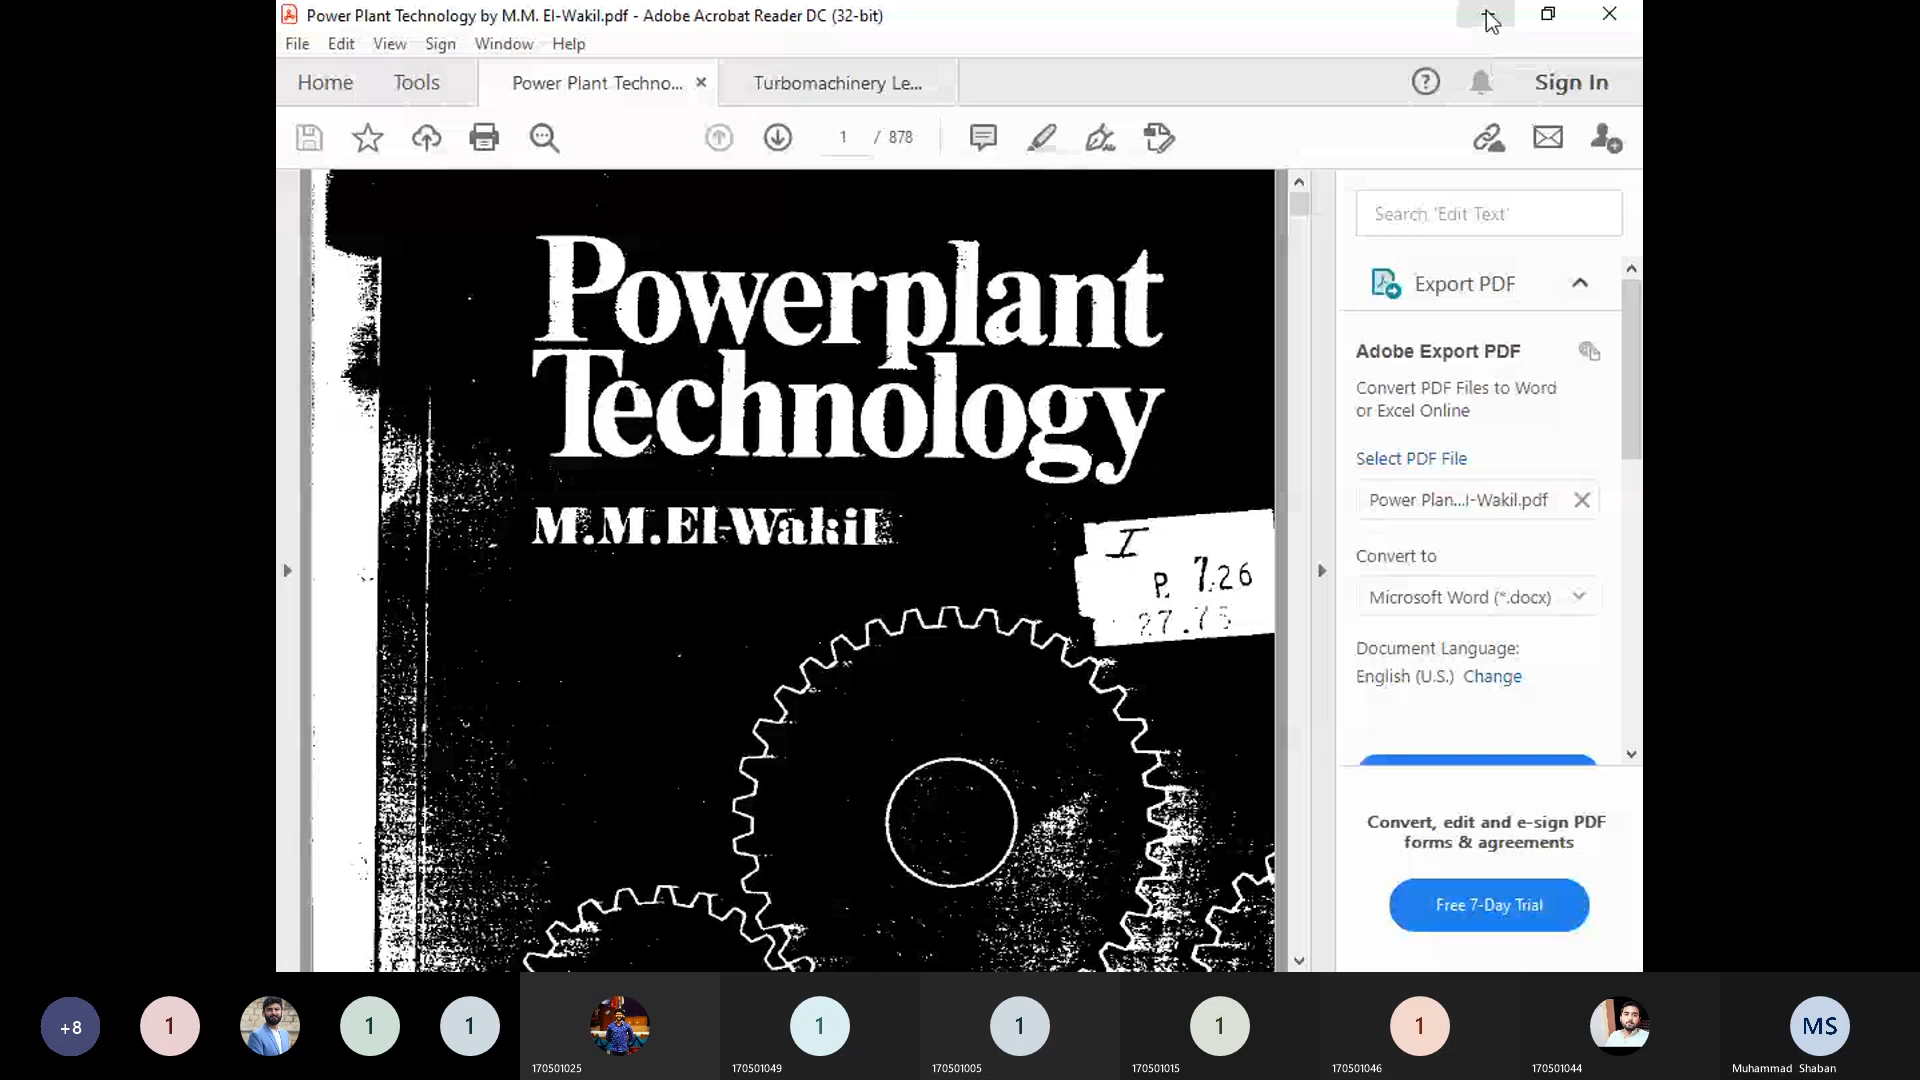 Power Plant Technology by M.M. El-Wakil.pdf - Adobe Acrobat Reader DC (32-bit)
File Edit View Sign Window Help
Home Tools Power Plant Techno... Turbomachinery Le... Sign In
1 / 878
Powerplant
Technology
M.M.El-Wakil
I
P. 7.26
27.75
Search 'Edit Text'
Export PDF
Adobe Export PDF
Convert PDF Files to Word
or Excel Online
Select PDF File
Power Plan...l-Wakil.pdf
Convert to
Microsoft Word (*.docx)
Document Language:
English (U.S.) Change
Convert, edit and e-sign PDF
forms & agreements
Free 7-Day Trial
+8 1 1 1 1 1 1 1 MS
170501025 170501049 170501005 170501015 170501046 170501044 Muhammad Shaban